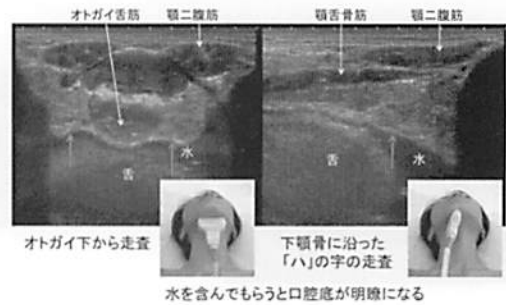 オトガイ舌筋 顎二腹筋
顎舌骨筋 顎二腹筋
水
舌
水
舌
オトガイ下から走査
下顎骨に沿った
「ハ」の字の走査
水を含んでもらうと口腔底が明瞭になる